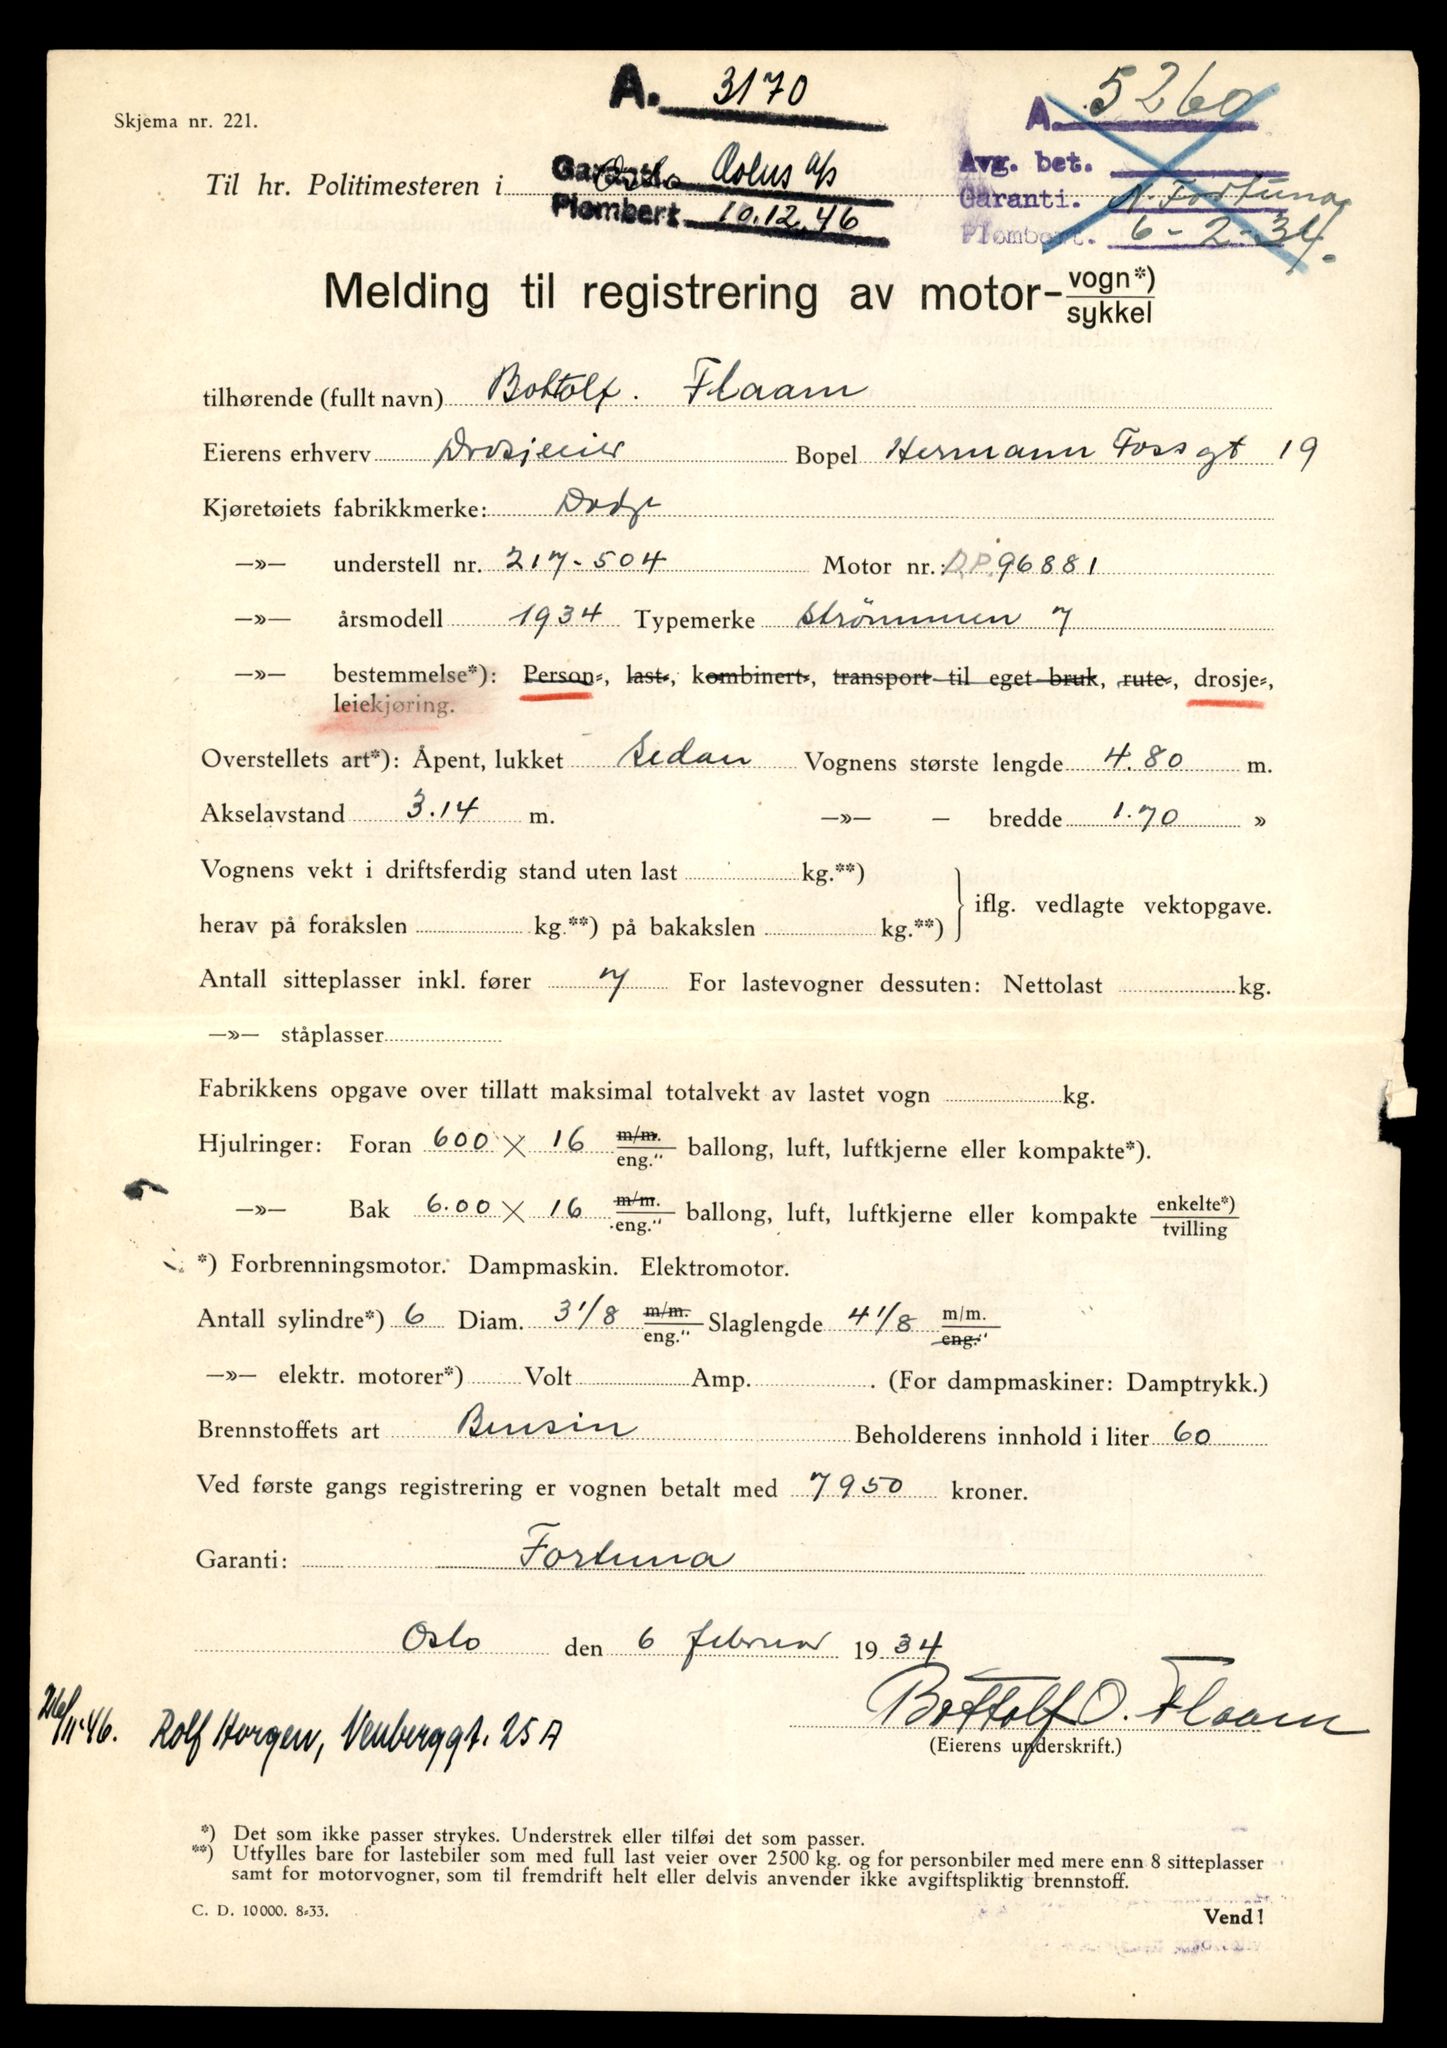 A. 3170
A. 5260
Skjema nr. 221.
Avg. bet.
Til hr. Politimesteren i Oslo
Garanti Æolus a/s
Garanti. N. Fortuna
Plombert 10.12.46
Plombert. 6-2-34.
Melding til registrering av motor-vogn*)
sykkel
tilhørende (fullt navn) Bottolf. Flaam
Eierens erhverv Drosjeeier Bopel Hermann Fossgt 19
Kjøretøiets fabrikkmerke: Dodge
—»— understell nr. 217-504 Motor nr.: D.P. 96881
—»— årsmodell 1934 Typemerke Strömmen 7
—»— bestemmelse*): Person-, last-, kombinert-, transport til eget bruk, rute-, drosje-,
leiekjøring.
Overstellets art*): Åpent, lukket Sedan Vognens største lengde 4.80 m.
Akselavstand 3.14 m. —»— – bredde 1.70 »
Vognens vekt i driftsferdig stand uten last kg.**)
iflg. vedlagte vektopgave.
herav på forakslen kg.**) på bakakslen kg.**)
Antall sitteplasser inkl. fører 7 For lastevogner dessuten: Nettolast kg.
—»— ståplasser
Fabrikkens opgave over tillatt maksimal totalvekt av lastet vogn kg.
Hjulringer: Foran 600 × 16 m/m. eng." ballong, luft, luftkjerne eller kompakte*).
—»— Bak 6.00 × 16 m/m. eng." ballong, luft, luftkjerne eller kompakte enkelte*) tvilling
*) Forbrenningsmotor. Dampmaskin. Elektromotor.
Antall sylindre*) 6 Diam. 3 1/8 m/m. eng." Slaglengde 4 1/8 m/m. eng."
—»— elektr. motorer*) Volt Amp. . (For dampmaskiner: Damptrykk.)
Brennstoffets art Bensin Beholderens innhold i liter 60
Ved første gangs registrering er vognen betalt med 7950 kroner.
Garanti: Fortuna
Oslo den 6 februar 1934
Bottolf O. Flaam
(Eierens underskrift.)
26/11-46. Rolf Horgen, Venberggt. 25 A
*) Det som ikke passer strykes. Understrek eller tilføi det som passer.
**) Utfylles bare for lastebiler som med full last veier over 2500 kg. og for personbiler med mere enn 8 sitteplasser
samt for motorvogner, som til fremdrift helt eller delvis anvender ikke avgiftspliktig brennstoff.
C. D. 10000. 8-33.
Vend!